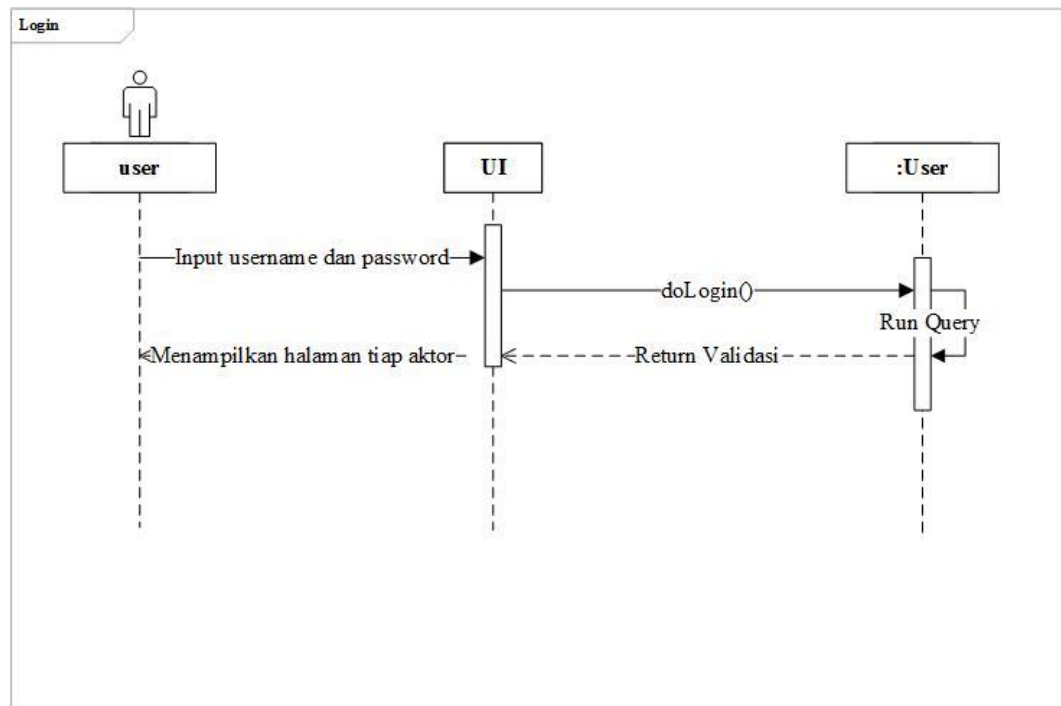 Login
user
UI
:User
Input username dan password
doLogin()
Run Query
Menampilkan halaman tiap aktor
Return Validasi